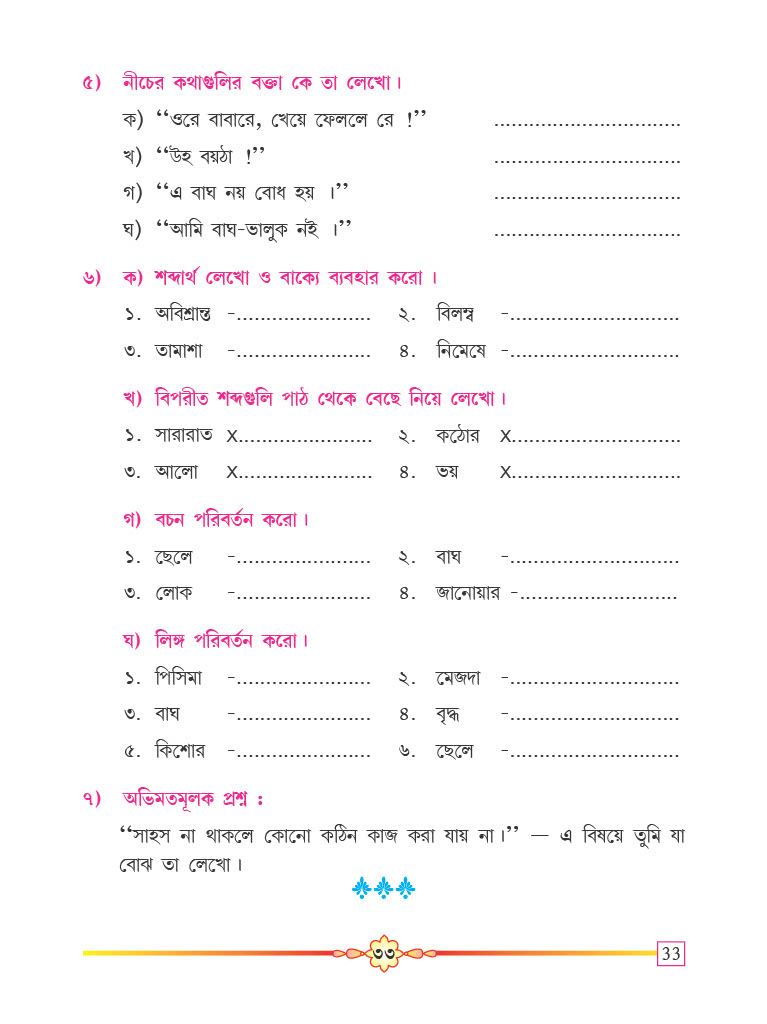 ৫) নীচের কথাগুলির বক্তা কে তা লেখো।
ক) ‘‘ওরে বাবারে, খেয়ে ফেললে রে !’’ ................................
খ) ‘‘উহ বয়ঠা !’’ ................................
গ) ‘‘এ বাঘ নয় বোধ হয় ।’’ ................................
ঘ) ‘‘আমি বাঘ-ভালুক নই ।’’ ................................
৬) ক) শব্দার্থ লেখো ও বাক্যে ব্যবহার করো ।
১. অবিশ্রান্ত -....................... ২. বিলম্ব -.............................
৩. তামাশা -....................... ৪. নিমেষে -.............................
খ) বিপরীত শব্দগুলি পাঠ থেকে বেছে নিয়ে লেখো।
১. সারারাত x....................... ২. কঠোর x.............................
৩. আলো x....................... ৪. ভয় x.............................
গ) বচন পরিবর্তন করো।
১. ছেলে -....................... ২. বাঘ -.............................
৩. লোক -....................... ৪. জানোয়ার -...........................
ঘ) লিঙ্গ পরিবর্তন করো।
১. পিসিমা -....................... ২. মেজদা -.............................
৩. বাঘ -....................... ৪. বৃদ্ধ -.............................
৫. কিশোর -....................... ৬. ছেলে -.............................
৭) অভিমতমূলক প্রশ্ন :
‘‘সাহস না থাকলে কোনো কঠিন কাজ করা যায় না।’’ — এ বিষয়ে তুমি যা
বোঝ তা লেখো।
৩৩ 33